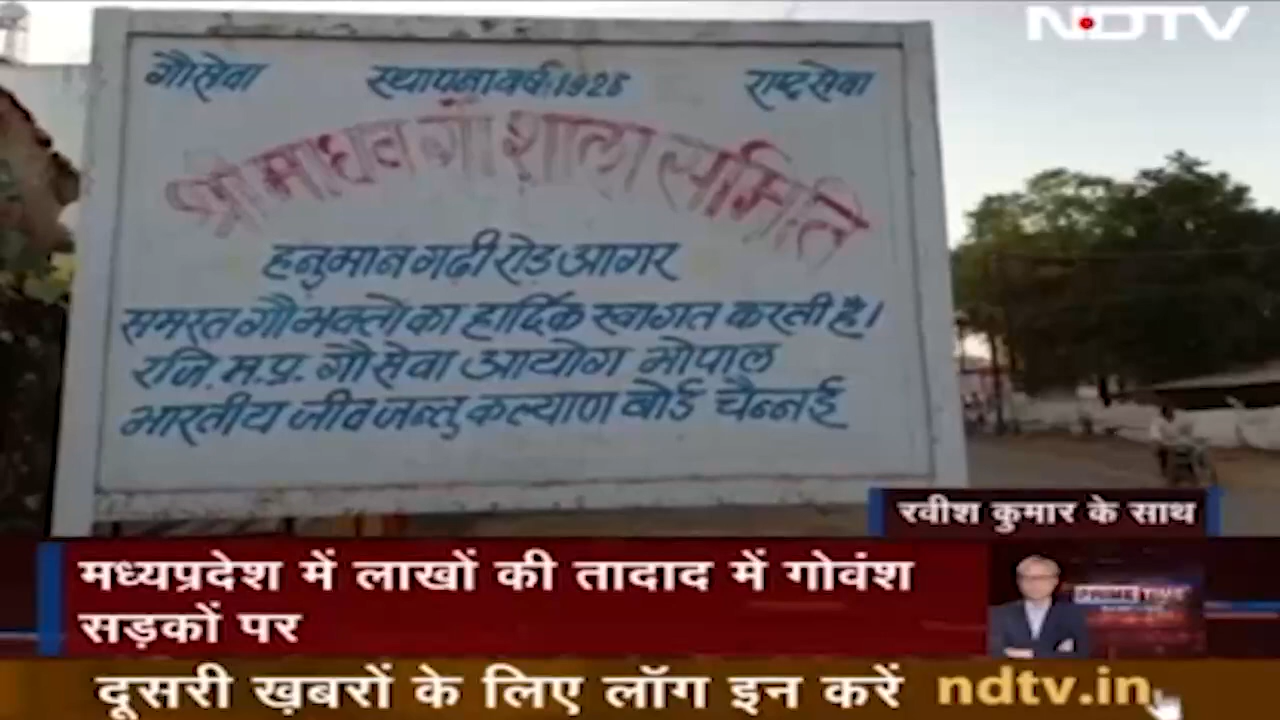 NDTV
गौसेवा स्थापना वर्ष 1925 राष्ट्रसेवा
श्री माधव गौ शाला समिति
हनुमान गढी रोड आगर
समस्त गौभक्तो का हार्दिक स्वागत करती है।
रजि. म.प्र. गौसेवा आयोग भोपाल
भारतीय जीव जन्तु कल्याण बोर्ड चैन्नई
रवीश कुमार के साथ
मध्यप्रदेश में लाखों की तादाद में गोवंश
सड़कों पर
PRIME TIME
दूसरी ख़बरों के लिए लॉग इन करें ndtv.in